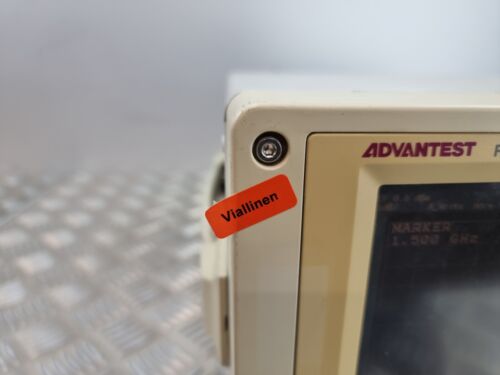 ADVANTEST
Viallinen
MARKER
1.500 GHz